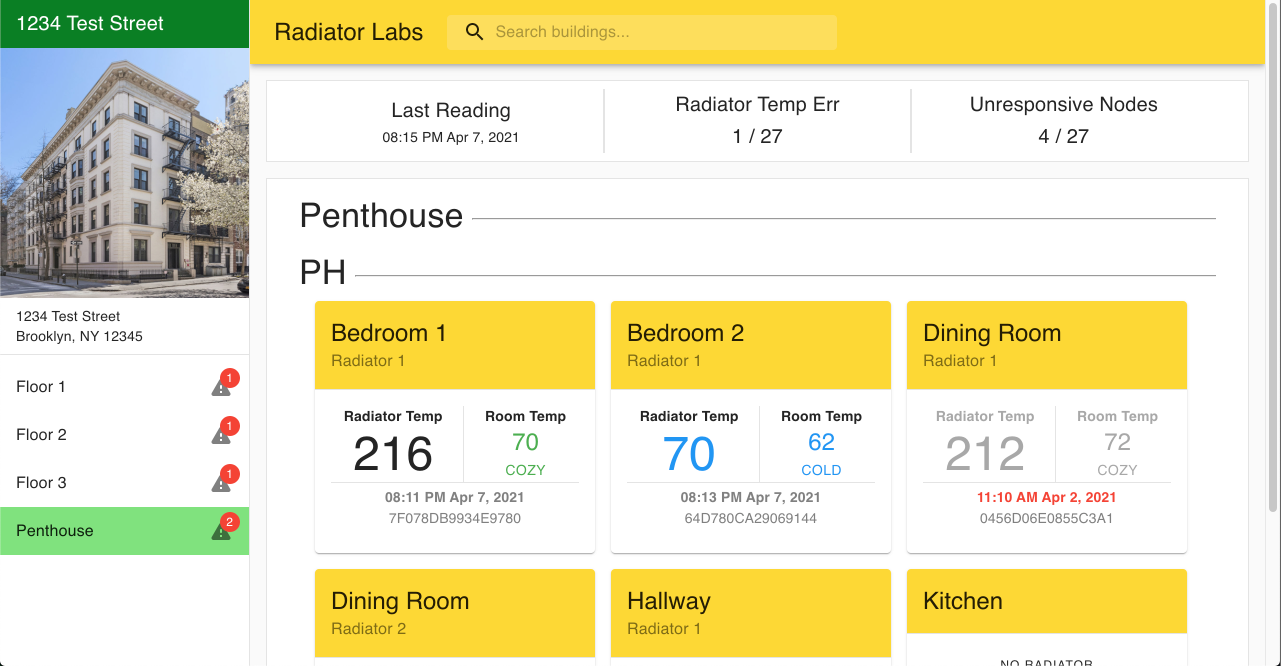 1234 Test Street
Radiator Labs
Search buildings...
Last Reading
08:15 PM Apr 7, 2021
Radiator Temp Err
1 / 27
Unresponsive Nodes
4 / 27
1234 Test Street
Brooklyn, NY 12345
Floor 1
1
Floor 2
1
Floor 3
1
Penthouse
2
Penthouse
PH
Bedroom 1
Radiator 1
Radiator Temp
216
Room Temp
70
COZY
08:11 PM Apr 7, 2021
7F078DB9934E9780
Bedroom 2
Radiator 1
Radiator Temp
70
Room Temp
62
COLD
08:13 PM Apr 7, 2021
64D780CA29069144
Dining Room
Radiator 1
Radiator Temp
212
Room Temp
72
COZY
11:10 AM Apr 2, 2021
0456D06E0855C3A1
Dining Room
Radiator 2
Hallway
Radiator 1
Kitchen
NO RADIATOR